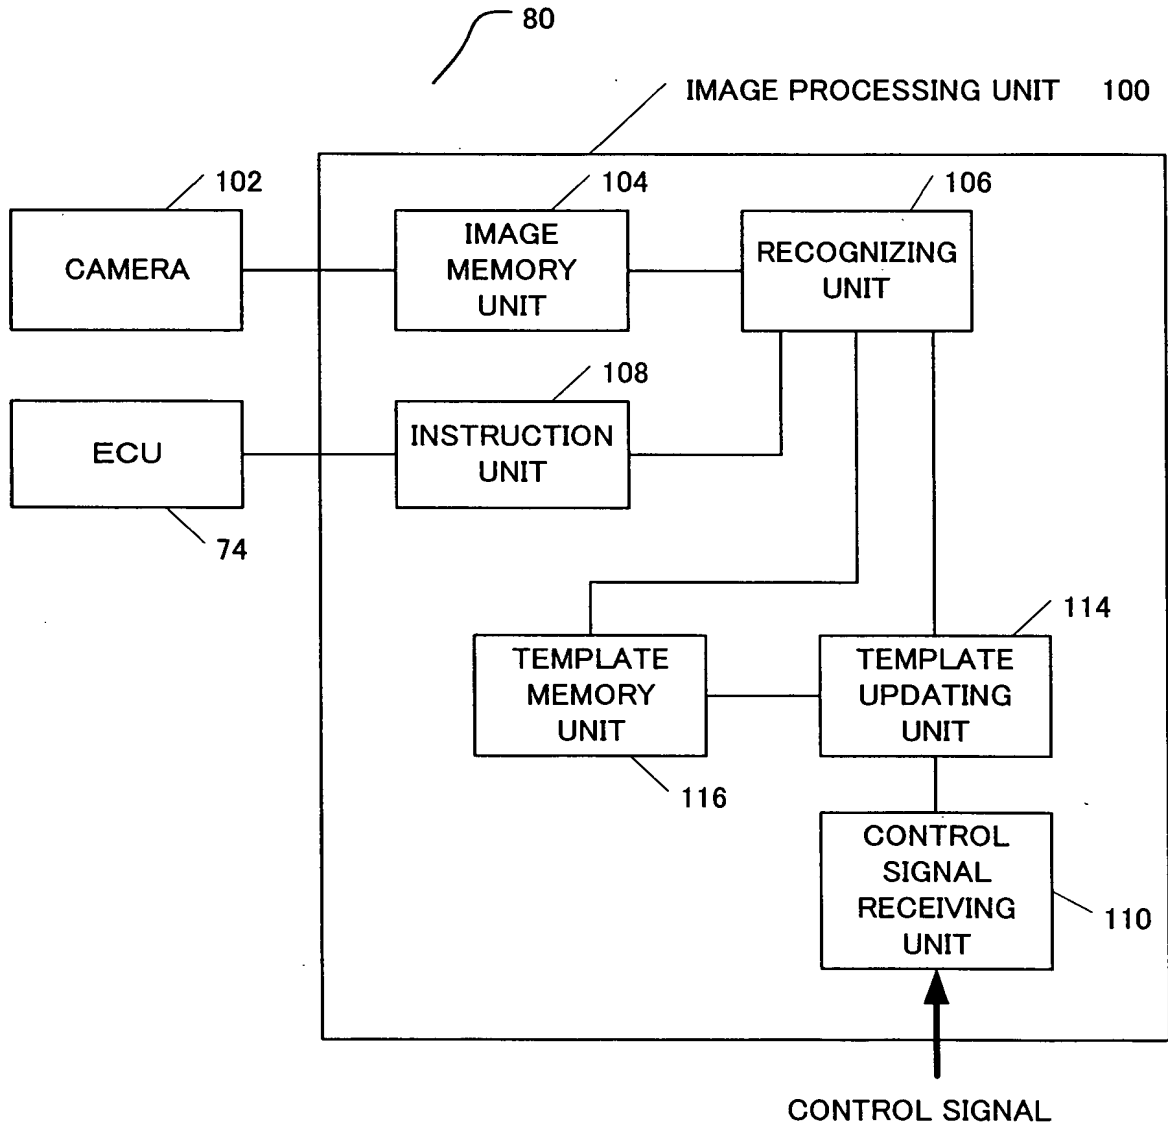 80
IMAGE PROCESSING UNIT 100
102
104
106
CAMERA
IMAGE
MEMORY
UNIT
RECOGNIZING
UNIT
108
ECU
INSTRUCTION
UNIT
74
114
TEMPLATE
MEMORY
UNIT
TEMPLATE
UPDATING
UNIT
116
CONTROL
SIGNAL
RECEIVING
UNIT
110
CONTROL SIGNAL